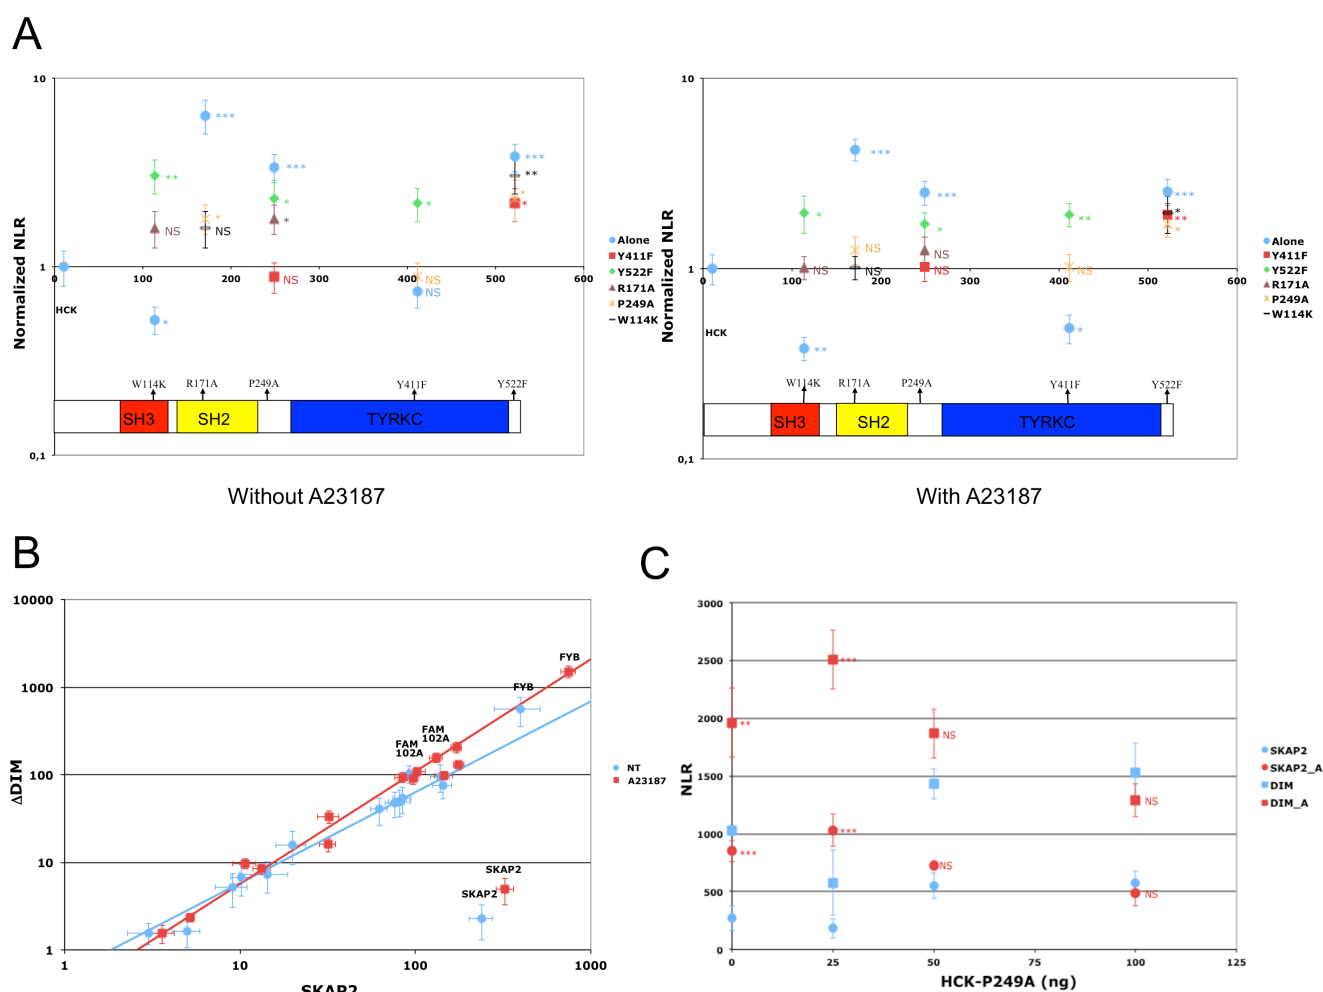 A
10
***
***
***
**
**
*
*
*
*
NS
*
NS
*
*
Alone
1
0
100
200
300
400
500
600
NS
NS
NS
HCK
*
Y411F
Y522F
R171A
P249A
W114K
Normalized NLR
W114K
R171A
P249A
Y411F
Y522F
SH3
SH2
TYRKC
0,1
Without A23187
10
***
***
***
*
*
**
*
**
*
NS
NS
NS
NS
NS
NS
Alone
1
100
200
300
400
500
600
HCK
**
*
Y411F
Y522F
R171A
P249A
W114K
Normalized NLR
W114K
R171A
P249A
Y411F
Y522F
SH3
SH2
TYRKC
0,1
With A23187
B
10000
1000
100
10
1
ΔDIM
FYB
FYB
FAM
102A
FAM
102A
SKAP2
SKAP2
NT
A23187
1
10
100
1000
SKAP2
C
3000
2500
2000
1500
1000
500
0
NLR
***
**
NS
NS
***
***
NS
NS
SKAP2
SKAP2_A
DIM
DIM_A
0
25
50
75
100
125
HCK-P249A (ng)